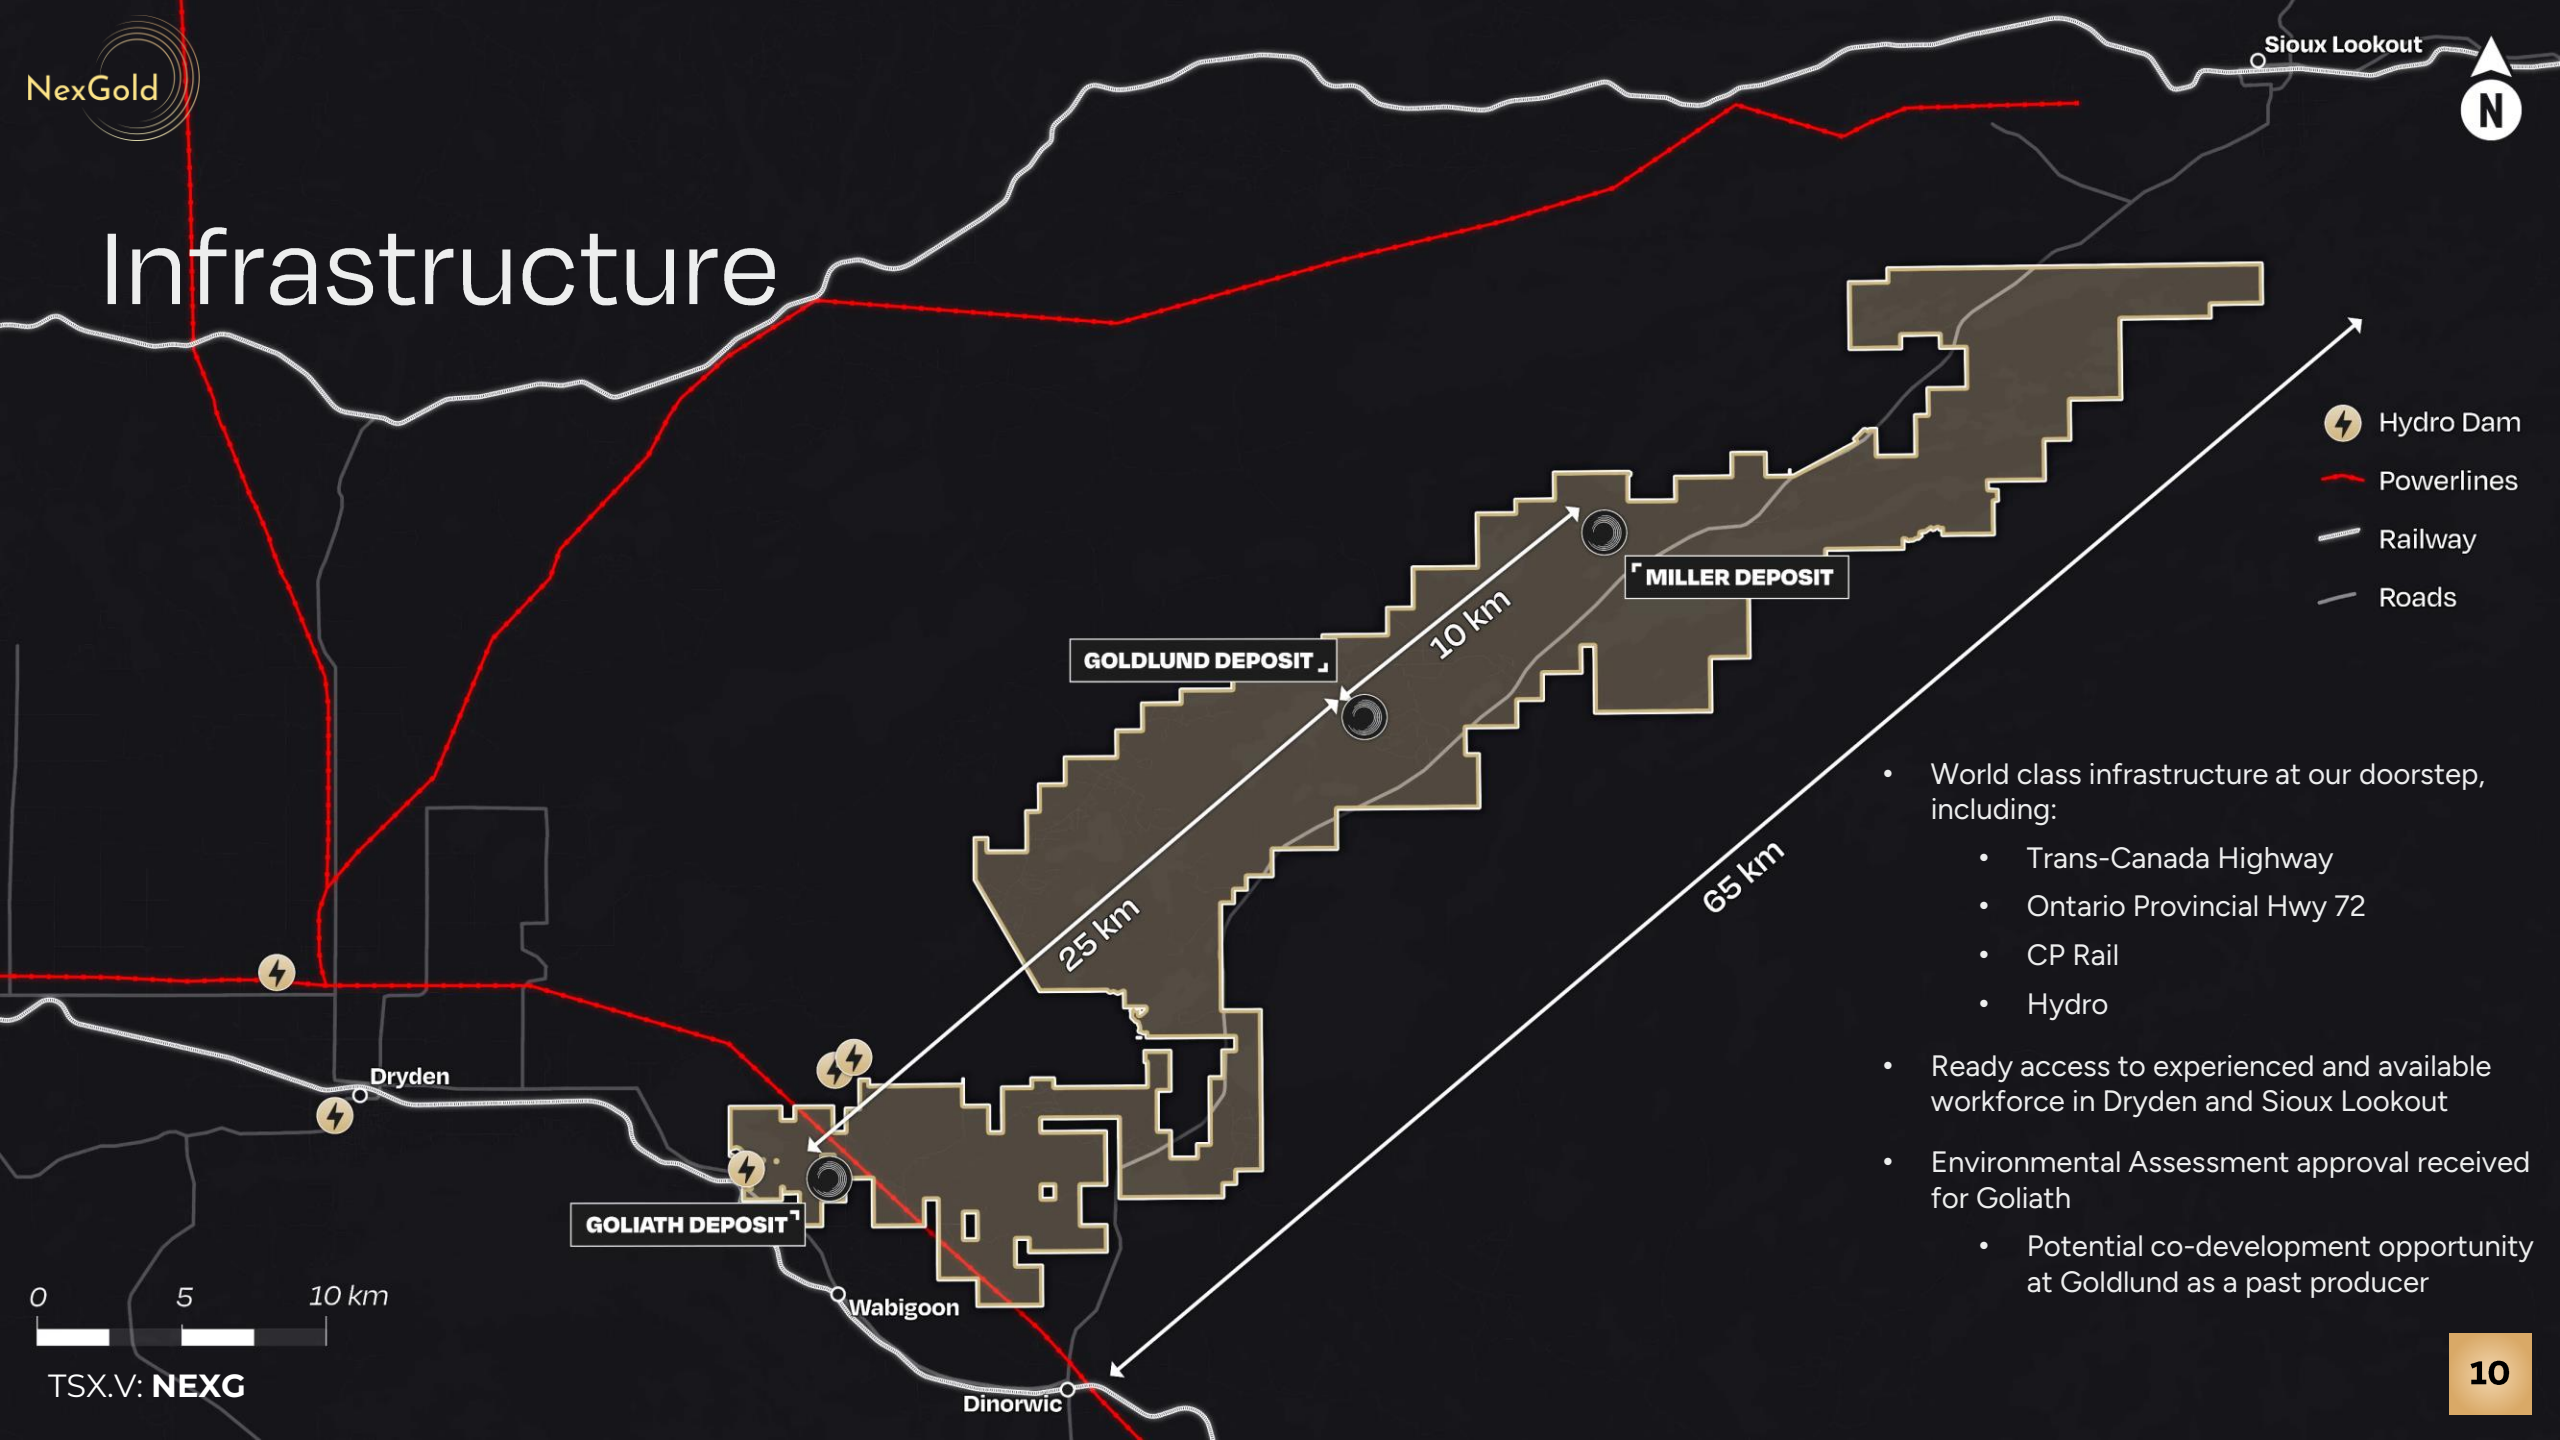 NexGold
Sioux Lookout
N
Infrastructure
Hydro Dam
Powerlines
Railway
Roads
MILLER DEPOSIT
10 km
GOLDLUND DEPOSIT
25 km
65 km
Dryden
GOLIATH DEPOSIT
Wabigoon
Dinorwic
• World class infrastructure at our doorstep,
including:
• Trans-Canada Highway
• Ontario Provincial Hwy 72
• CP Rail
• Hydro
• Ready access to experienced and available
workforce in Dryden and Sioux Lookout
• Environmental Assessment approval received
for Goliath
• Potential co-development opportunity
at Goldlund as a past producer
0 5 10 km
TSX.V: NEXG
10